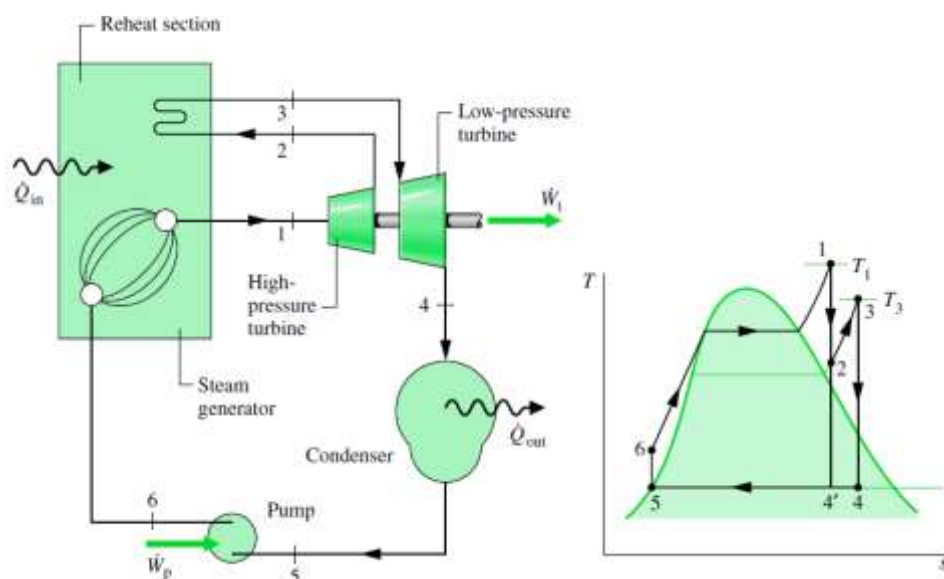 Reheat section
3
2
Low-pressure
turbine
Q̇in
Ẇt
1
High-
pressure
turbine
4
Steam
generator
Q̇out
Condenser
6
Pump
Ẇp
5
T
1
T1
3
T3
2
6
5
4'
4
s